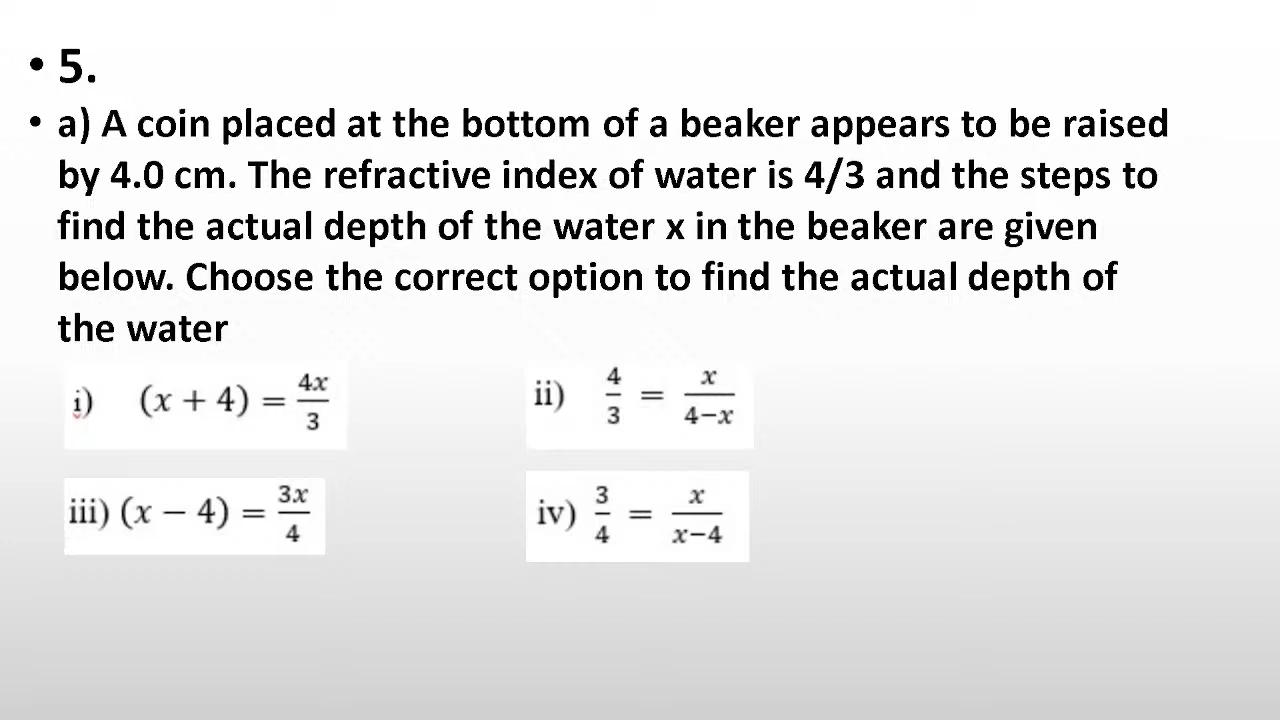 • 5.
• a) A coin placed at the bottom of a beaker appears to be raised
by 4.0 cm. The refractive index of water is 4/3 and the steps to
find the actual depth of the water x in the beaker are given
below. Choose the correct option to find the actual depth of
the water
i) (x + 4) = 4x/3
ii) 4/3 = x/(4−x)
iii) (x − 4) = 3x/4
iv) 3/4 = x/(x−4)